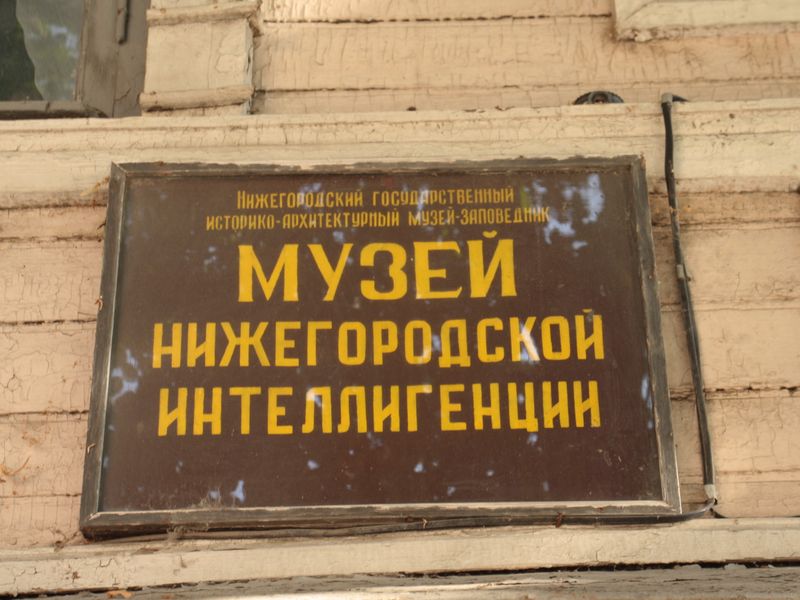 Нижегородский государственный
историко-архитектурный музей-заповедник
МУЗЕЙ
НИЖЕГОРОДСКОЙ
ИНТЕЛЛИГЕНЦИИ